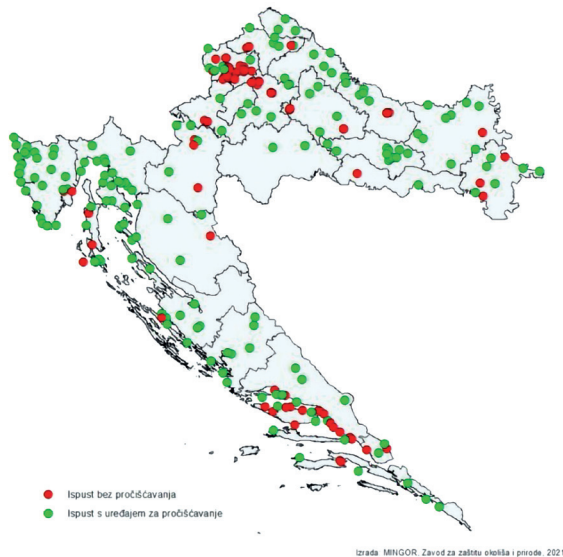 Ispust bez pročišćavanja
Ispust s uređajem za pročišćavanje
Izrada: MINGOR, Zavod za zaštitu okoliša i prirode, 2021